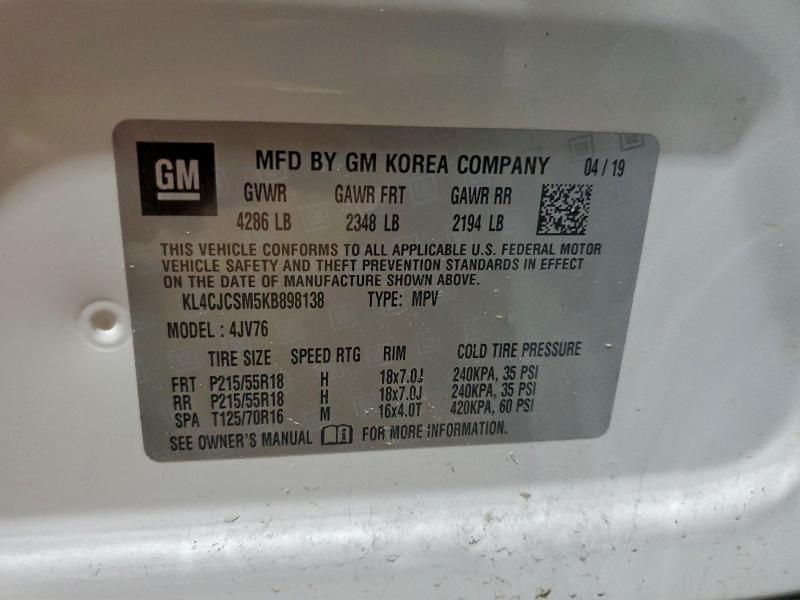 GM MFD BY GM KOREA COMPANY 04 / 19
GVWR GAWR FRT GAWR RR
4286 LB 2348 LB 2194 LB
THIS VEHICLE CONFORMS TO ALL APPLICABLE U.S. FEDERAL MOTOR
VEHICLE SAFETY AND THEFT PREVENTION STANDARDS IN EFFECT
ON THE DATE OF MANUFACTURE SHOWN ABOVE.
KL4CJCSM5KB898138 TYPE: MPV
MODEL : 4JV76
TIRE SIZE SPEED RTG RIM COLD TIRE PRESSURE
FRT P215/55R18 H 18x7.0J 240KPA, 35 PSI
RR P215/55R18 H 18x7.0J 240KPA, 35 PSI
SPA T125/70R16 M 16x4.0T 420KPA, 60 PSI
SEE OWNER'S MANUAL FOR MORE INFORMATION.